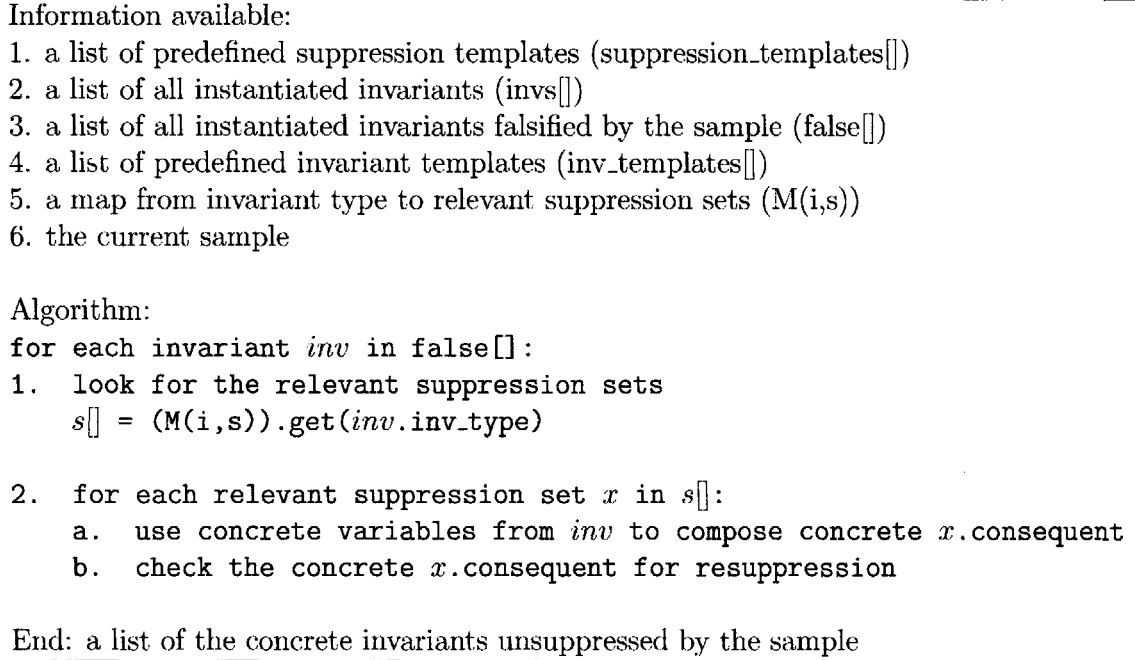 Information available:
1. a list of predefined suppression templates (suppression_templates[])
2. a list of all instantiated invariants (invs[])
3. a list of all instantiated invariants falsified by the sample (false[])
4. a list of predefined invariant templates (inv_templates[])
5. a map from invariant type to relevant suppression sets (M(i,s))
6. the current sample
Algorithm:
for each invariant inv in false[]:
1. look for the relevant suppression sets
s[] = (M(i,s)).get(inv.inv_type)
2. for each relevant suppression set x in s[]:
a. use concrete variables from inv to compose concrete x.consequent
b. check the concrete x.consequent for resuppression
End: a list of the concrete invariants unsuppressed by the sample